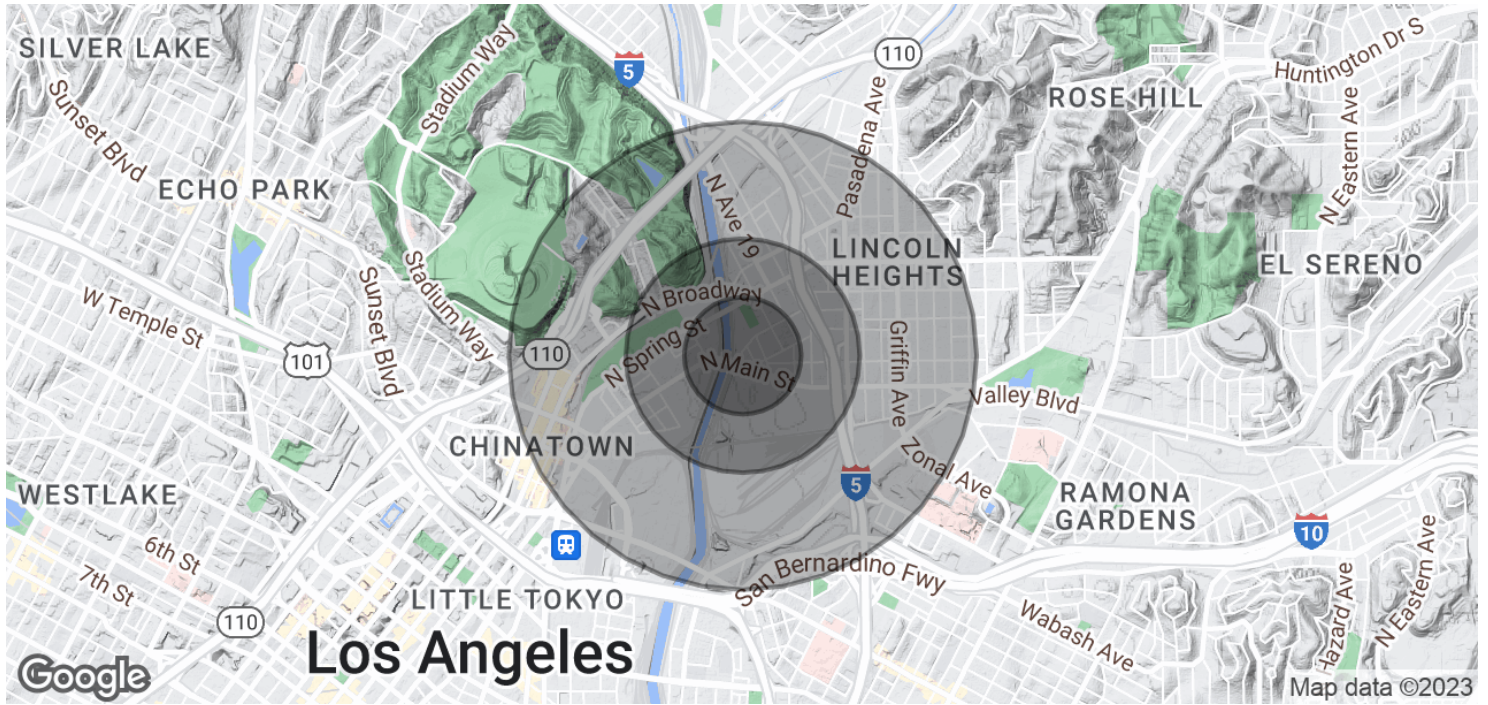 SILVER LAKE
Stadium Way
5
110
Huntington Dr S
ROSE HILL
Sunset Blvd
Pasadena Ave
N Eastern Ave
ECHO PARK
N Ave 19
LINCOLN
HEIGHTS
EL SERENO
Stadium Way
Sunset Blvd
W Temple St
N Broadway
N Spring St
101
110
N Main St
Griffin Ave
Valley Blvd
CHINATOWN
Zonal Ave
5
WESTLAKE
RAMONA
GARDENS
10
6th St
7th St
San Bernardino Fwy
LITTLE TOKYO
110
Wabash Ave
Hazard Ave
N Eastern Ave
Los Angeles
Google
Map data ©2023